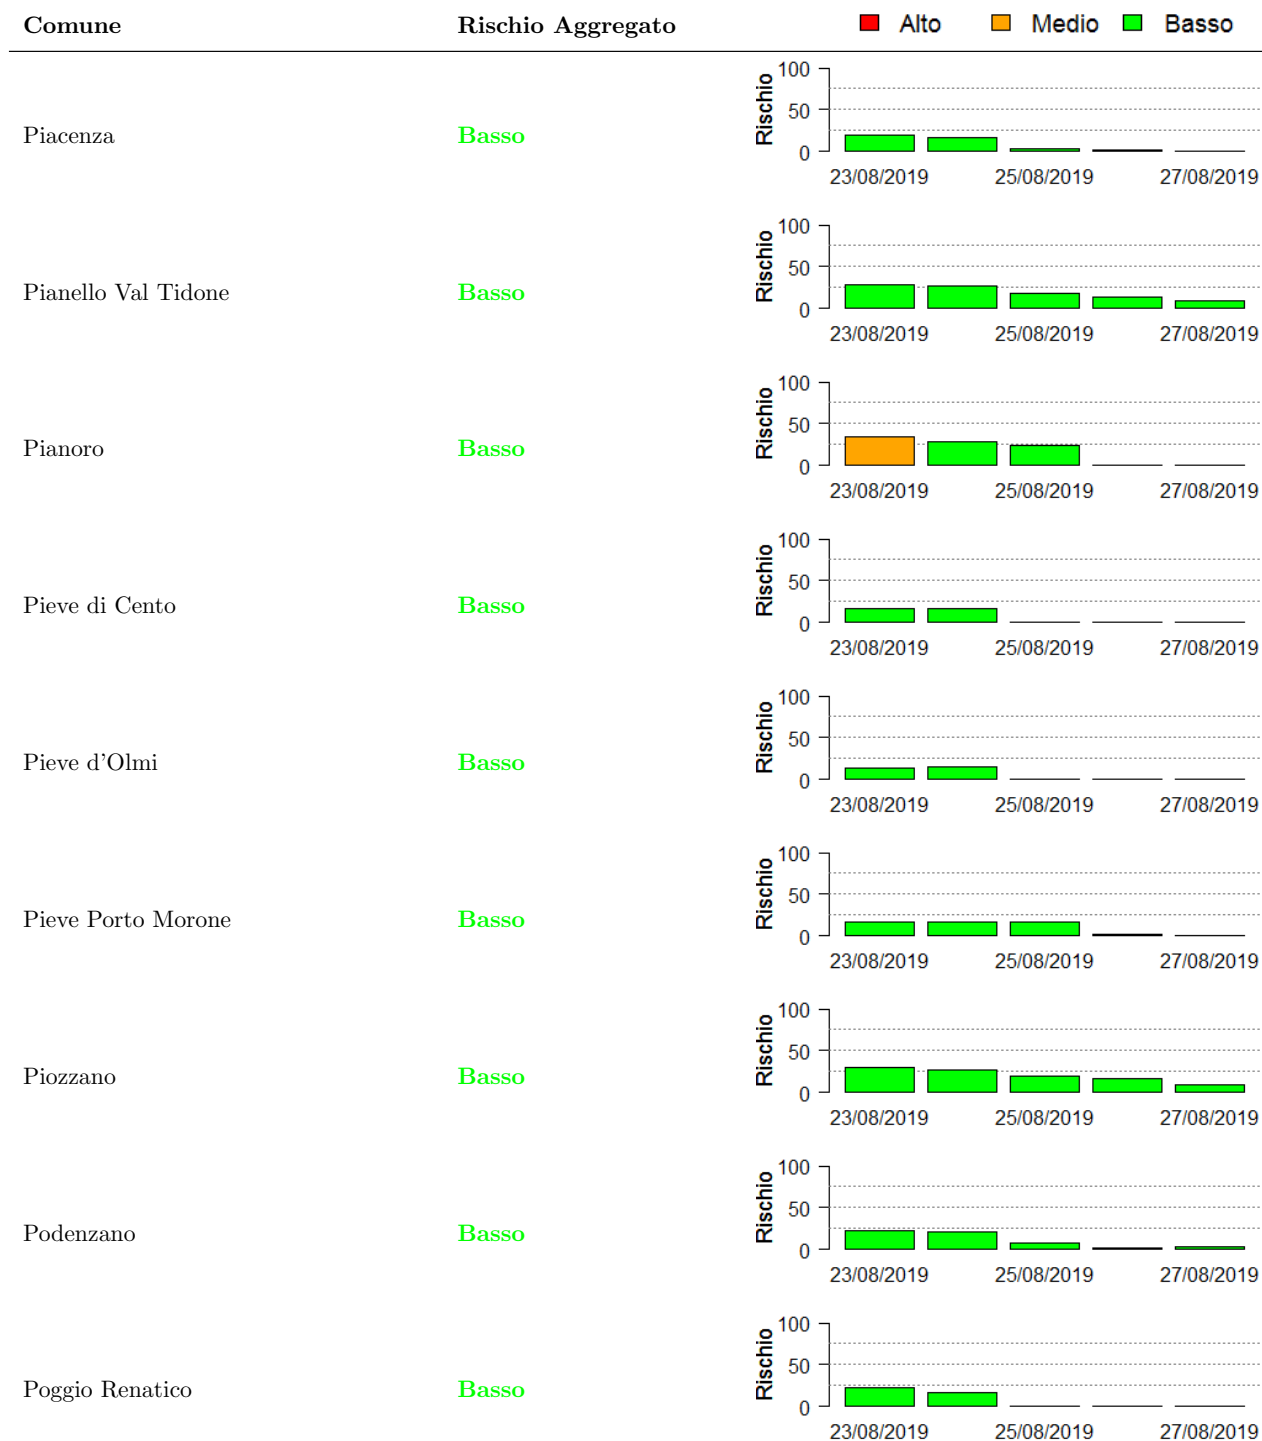 Comune Rischio Aggregato Alto Medio Basso
100
Rischio
Piacenza Basso 50
0
23/08/2019 25/08/2019 27/08/2019
100
Rischio
Pianello Val Tidone Basso 50
0
23/08/2019 25/08/2019 27/08/2019
100
Rischio
Pianoro Basso 50
0
23/08/2019 25/08/2019 27/08/2019
100
Rischio
Pieve di Cento Basso 50
0
23/08/2019 25/08/2019 27/08/2019
100
Rischio
Pieve d'Olmi Basso 50
0
23/08/2019 25/08/2019 27/08/2019
100
Rischio
Pieve Porto Morone Basso 50
0
23/08/2019 25/08/2019 27/08/2019
100
Rischio
Piozzano Basso 50
0
23/08/2019 25/08/2019 27/08/2019
100
Rischio
Podenzano Basso 50
0
23/08/2019 25/08/2019 27/08/2019
100
Rischio
Poggio Renatico Basso 50
0
23/08/2019 25/08/2019 27/08/2019